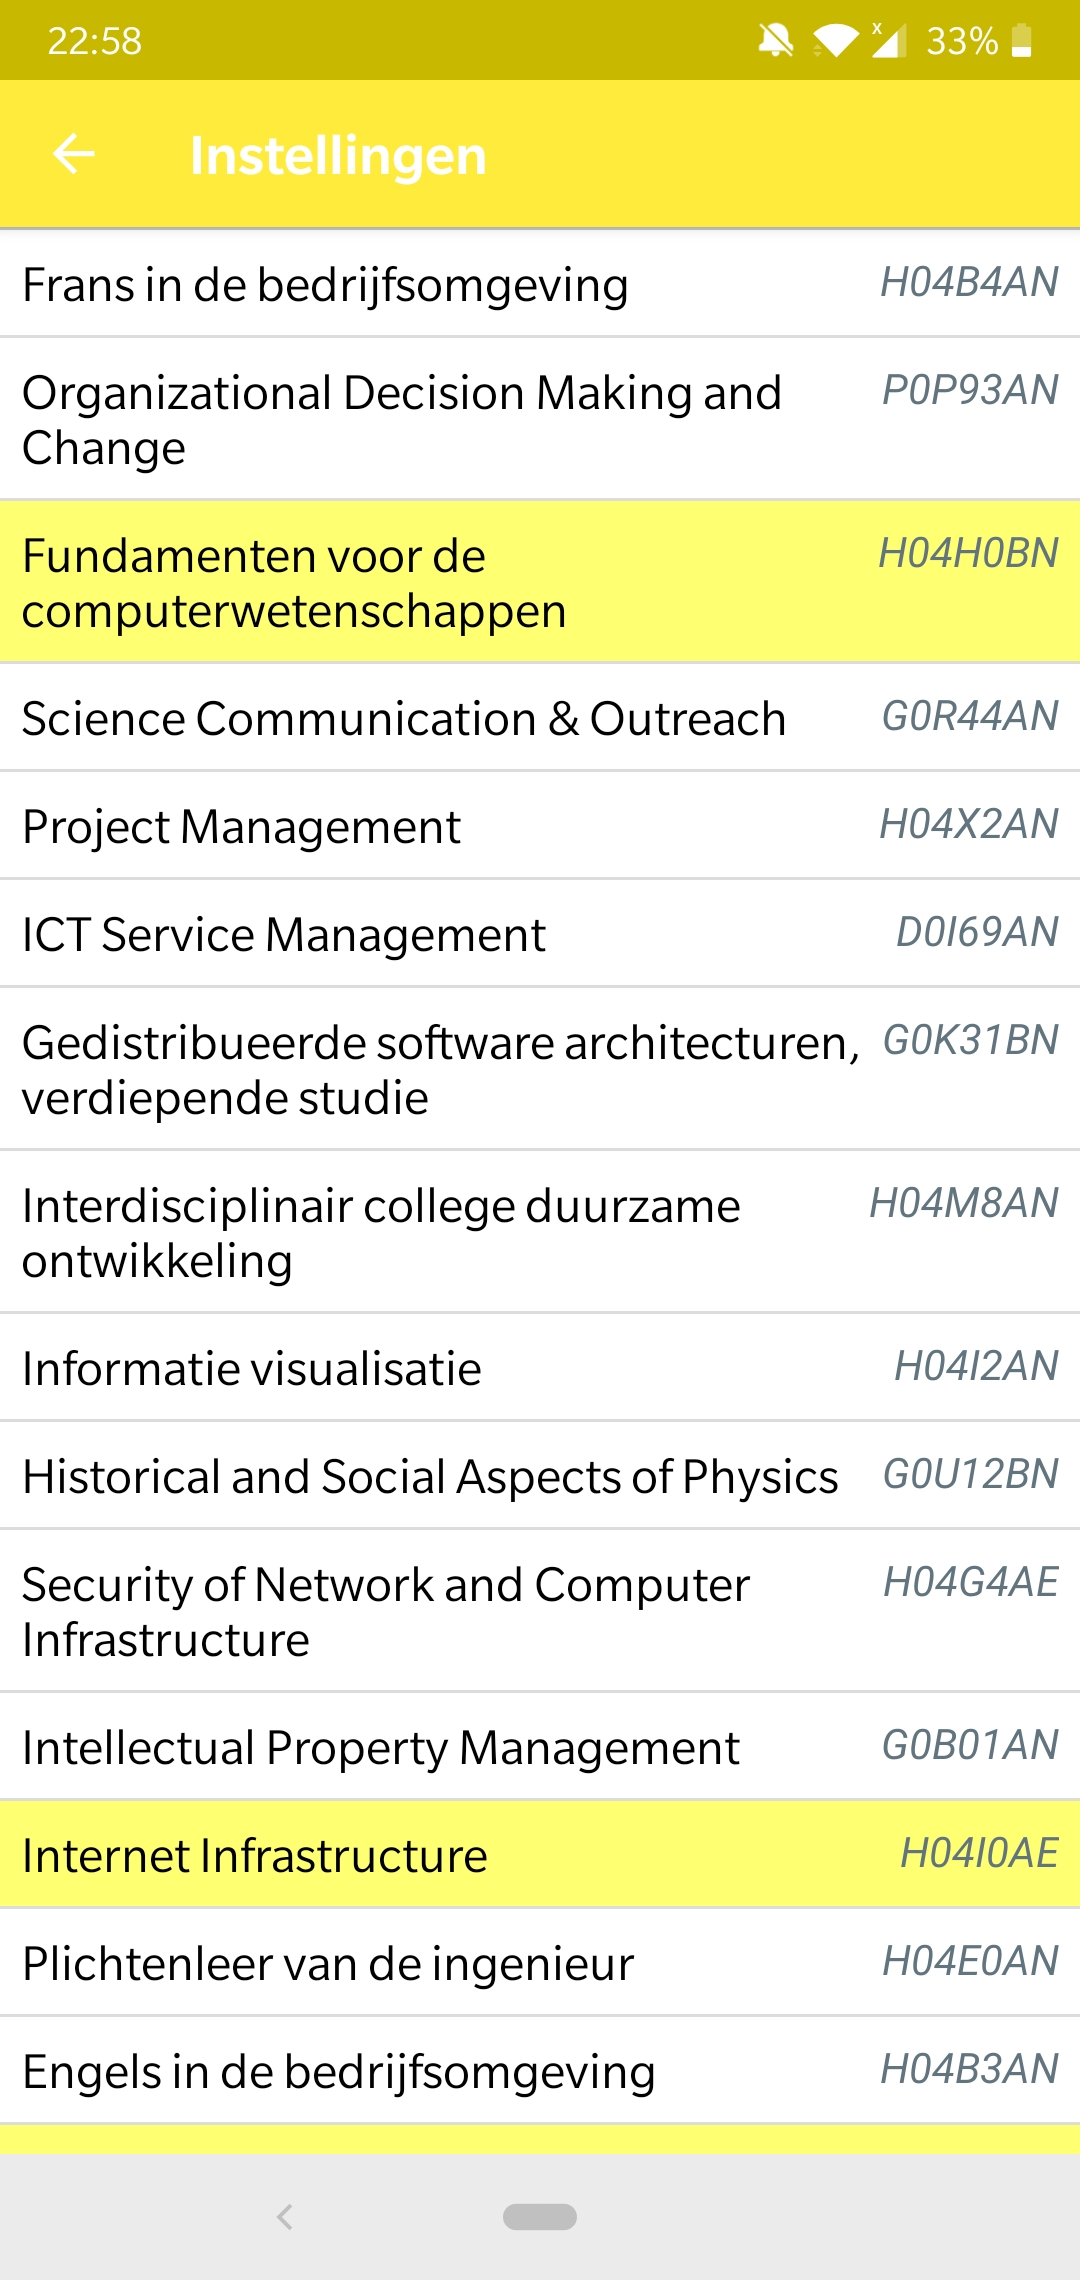 22:58
x
33%
Instellingen
Frans in de bedrijfsomgeving H04B4AN
Organizational Decision Making and P0P93AN
Change
Fundamenten voor de H04H0BN
computerwetenschappen
Science Communication & Outreach G0R44AN
Project Management H04X2AN
ICT Service Management D0I69AN
Gedistribueerde software architecturen, G0K31BN
verdiepende studie
Interdisciplinair college duurzame H04M8AN
ontwikkeling
Informatie visualisatie H04I2AN
Historical and Social Aspects of Physics G0U12BN
Security of Network and Computer H04G4AE
Infrastructure
Intellectual Property Management G0B01AN
Internet Infrastructure H04I0AE
Plichtenleer van de ingenieur H04E0AN
Engels in de bedrijfsomgeving H04B3AN